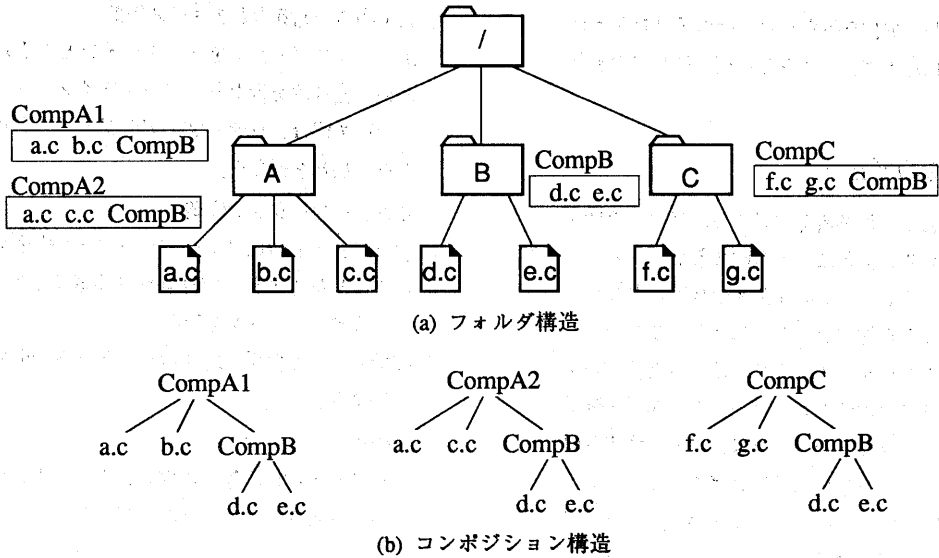 /
CompA1
a.c b.c CompB
CompA2
a.c c.c CompB
A
B
CompB
d.c e.c
C
CompC
f.c g.c CompB
a.c
b.c
c.c
d.c
e.c
f.c
g.c
(a) フォルダ構造
CompA1
a.c b.c CompB
d.c e.c
CompA2
a.c c.c CompB
d.c e.c
CompC
f.c g.c CompB
d.c e.c
(b) コンポジション構造